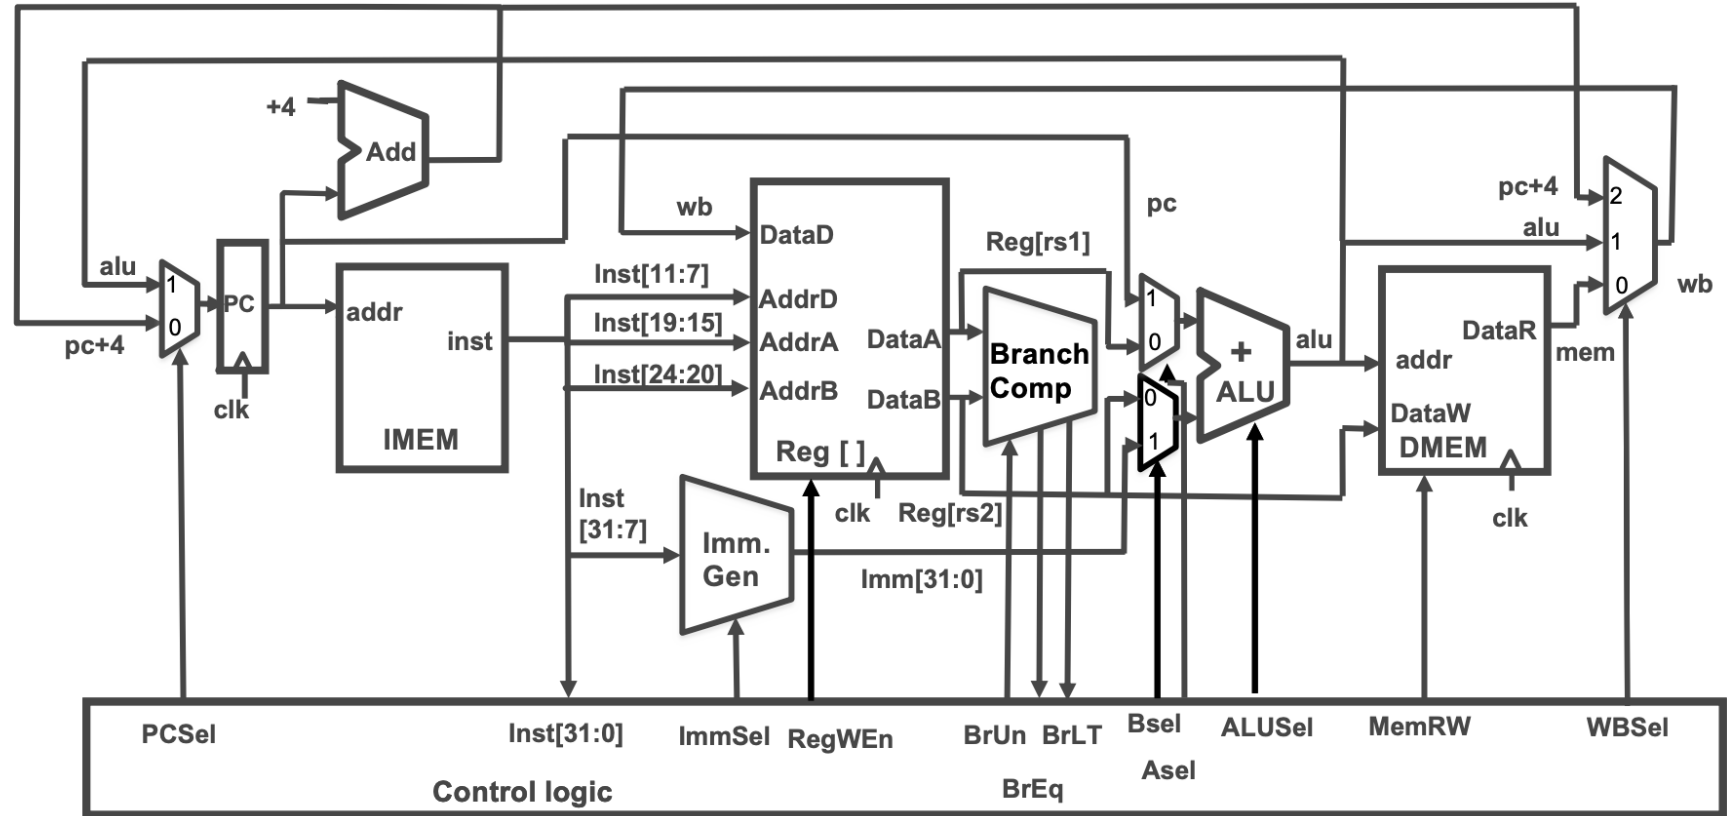 +4
Add
pc+4
2
wb
pc
alu
1
DataD
Reg[rs1]
alu
1
Inst[11:7]
0
wb
PC
addr
AddrD
1
0
pc+4
inst
Inst[19:15]
AddrA
DataA
Branch
Comp
0
+
ALU
alu
addr
DataR
mem
clk
IMEM
Inst[24:20]
AddrB
DataB
0
1
DataW
DMEM
Reg [ ]
clk
Reg[rs2]
clk
Inst
[31:7]
Imm.
Gen
Imm[31:0]
PCSel
Inst[31:0]
ImmSel
RegWEn
BrUn
BrLT
Bsel
ALUSel
MemRW
WBSel
Asel
BrEq
Control logic